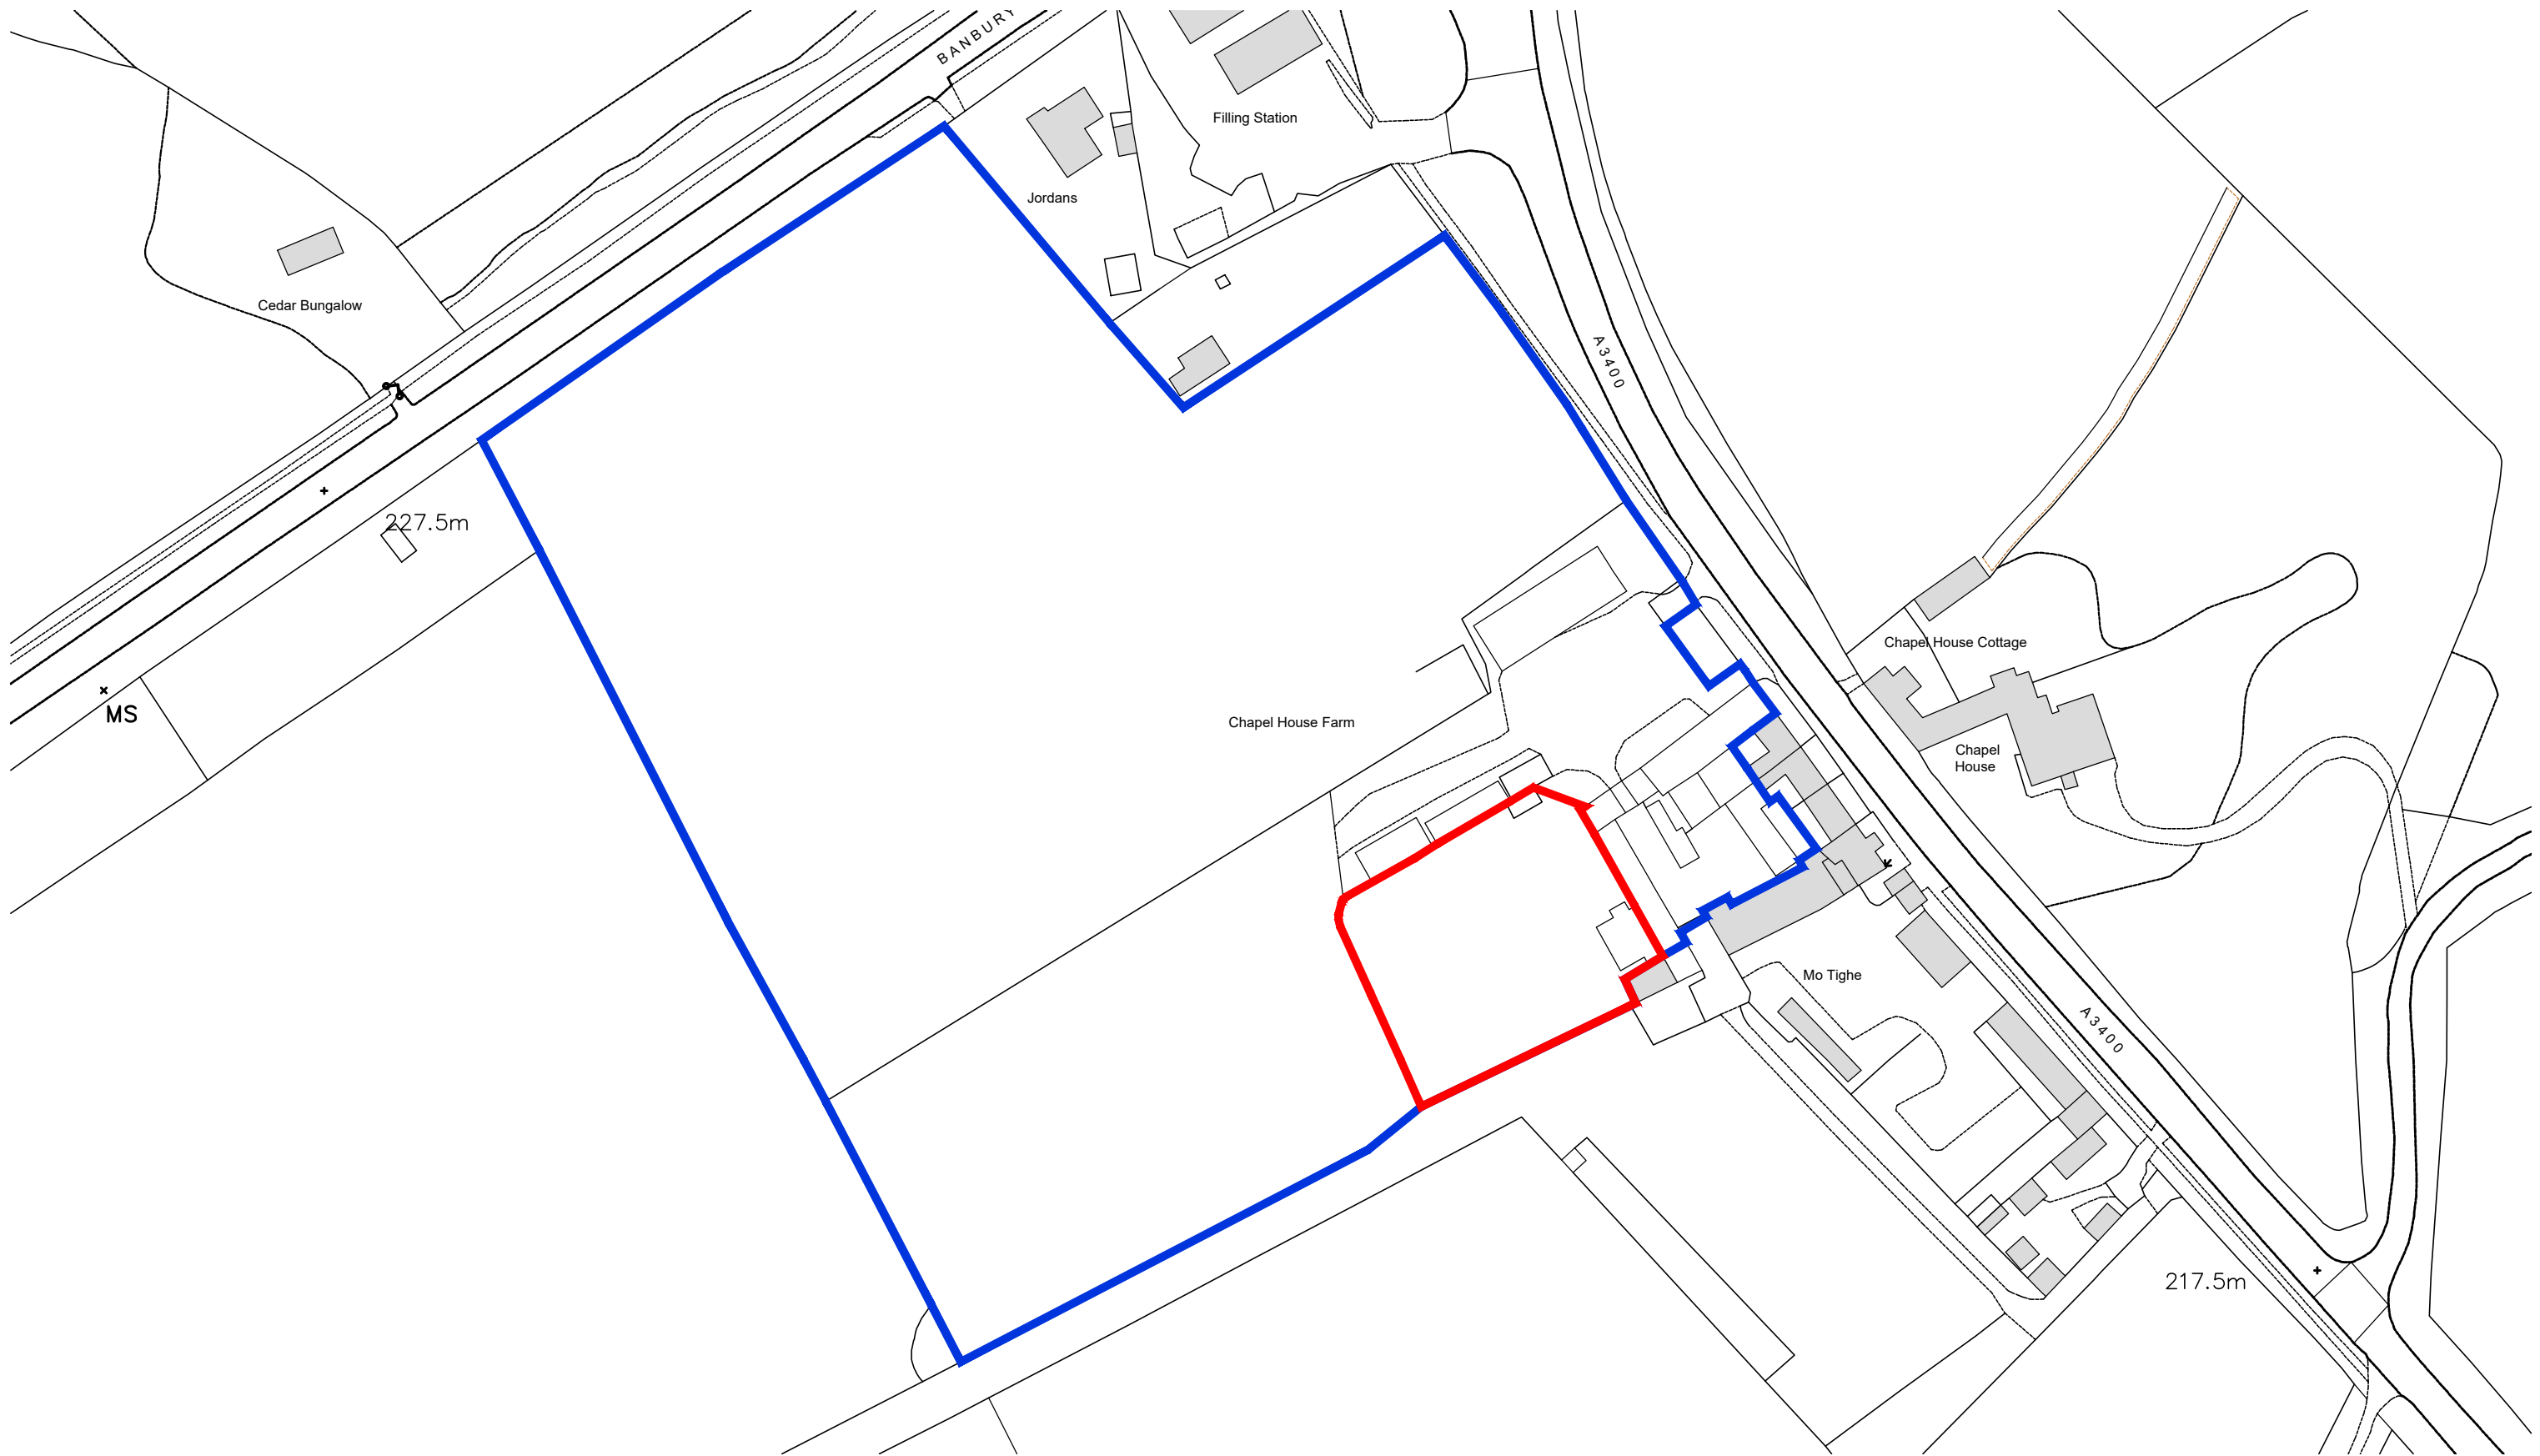 BANBURY
Filling Station
Jordans
Cedar Bungalow
A3400
227.5m
Chapel House Cottage
MS
Chapel House Farm
Chapel
House
Mo Tighe
A3400
217.5m